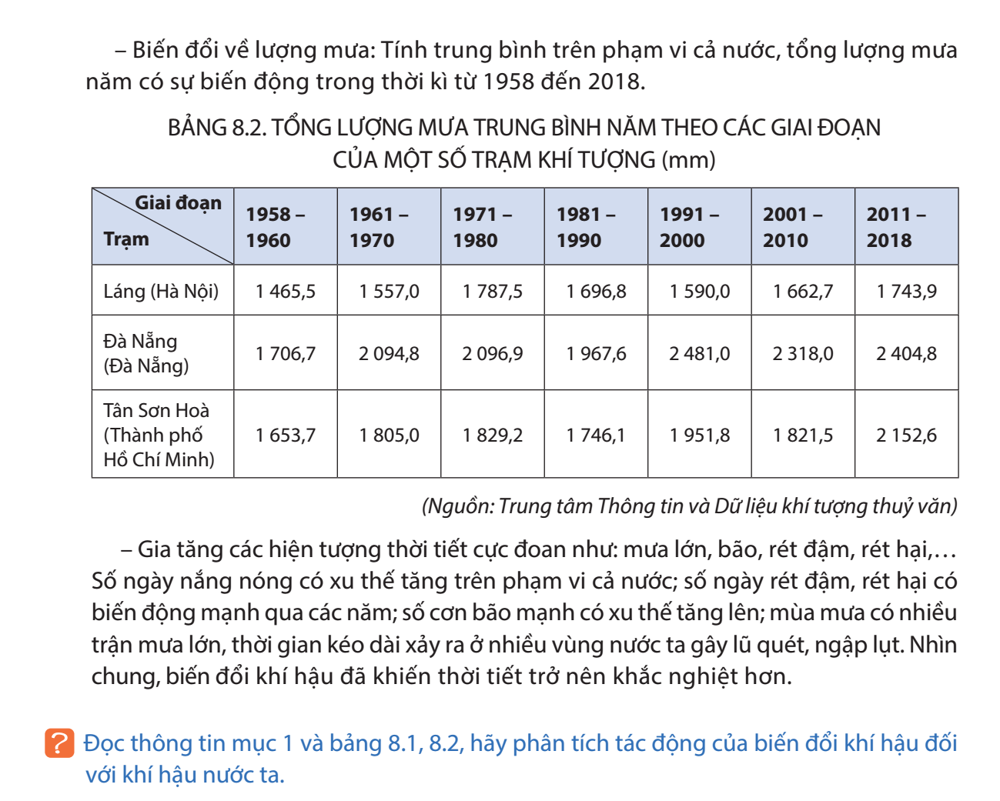 – Biến đổi về lượng mưa: Tính trung bình trên phạm vi cả nước, tổng lượng mưa
năm có sự biến động trong thời kì từ 1958 đến 2018.
BẢNG 8.2. TỔNG LƯỢNG MƯA TRUNG BÌNH NĂM THEO CÁC GIAI ĐOẠN
CỦA MỘT SỐ TRẠM KHÍ TƯỢNG (mm)
Giai đoạn
Trạm
1958 –
1960
1961 –
1970
1971 –
1980
1981 –
1990
1991 –
2000
2001 –
2010
2011 –
2018
Láng (Hà Nội) 1 465,5 1 557,0 1 787,5 1 696,8 1 590,0 1 662,7 1 743,9
Đà Nẵng
(Đà Nẵng)
1 706,7 2 094,8 2 096,9 1 967,6 2 481,0 2 318,0 2 404,8
Tân Sơn Hoà
(Thành phố
Hồ Chí Minh)
1 653,7 1 805,0 1 829,2 1 746,1 1 951,8 1 821,5 2 152,6
(Nguồn: Trung tâm Thông tin và Dữ liệu khí tượng thuỷ văn)
– Gia tăng các hiện tượng thời tiết cực đoan như: mưa lớn, bão, rét đậm, rét hại,…
Số ngày nắng nóng có xu thế tăng trên phạm vi cả nước; số ngày rét đậm, rét hại có
biến động mạnh qua các năm; số cơn bão mạnh có xu thế tăng lên; mùa mưa có nhiều
trận mưa lớn, thời gian kéo dài xảy ra ở nhiều vùng nước ta gây lũ quét, ngập lụt. Nhìn
chung, biến đổi khí hậu đã khiến thời tiết trở nên khắc nghiệt hơn.
? Đọc thông tin mục 1 và bảng 8.1, 8.2, hãy phân tích tác động của biến đổi khí hậu đối
với khí hậu nước ta.